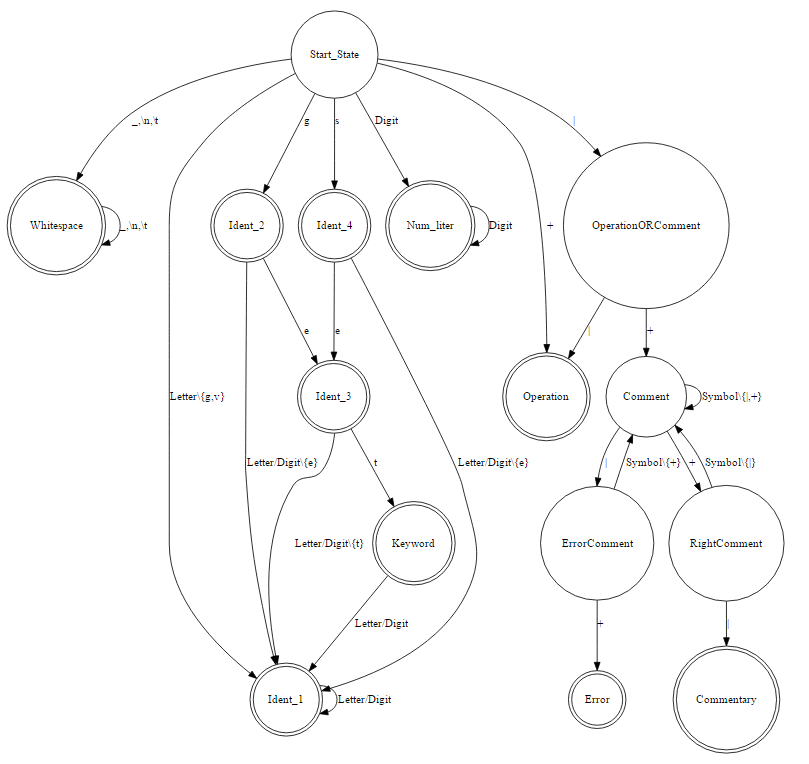 Start_State
_,\n,\t
g
s
Digit
|
Whitespace
_,\n,\t
Ident_2
Ident_4
Num_liter
Digit
+
OperationORComment
e
e
|
+
Letter\{g,v}
Ident_3
Operation
Comment
Symbol\{|,+}
Letter/Digit\{e}
t
Letter/Digit\{e}
|
Symbol\{+}
+
Symbol\{|}
Letter/Digit\{t}
Keyword
ErrorComment
RightComment
Letter/Digit
+
|
Ident_1
Letter/Digit
Error
Commentary